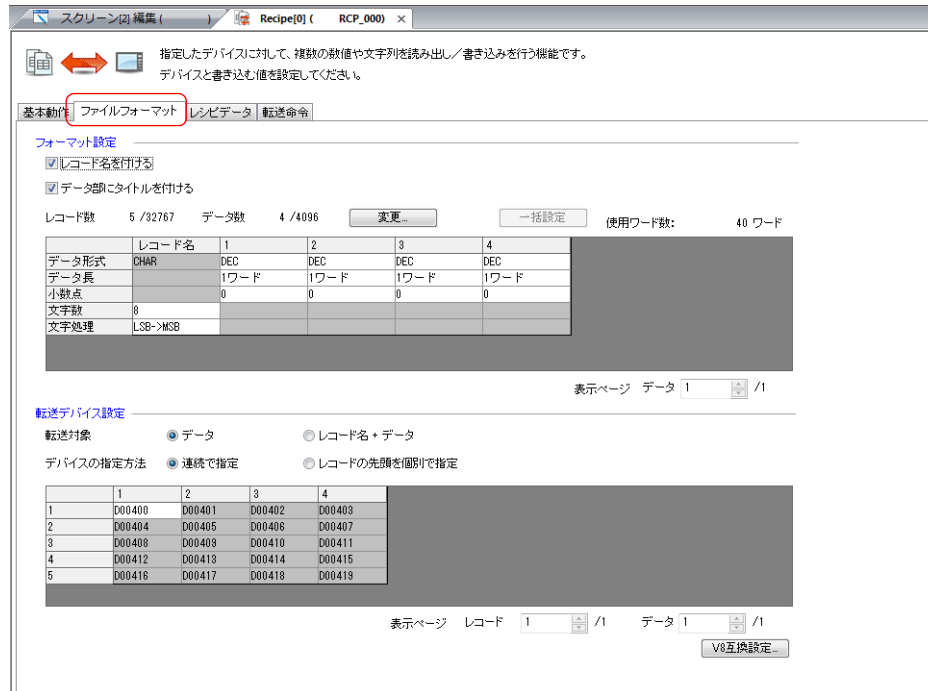 スクリーン[2] 編集 ( ) Recipe[0] ( RCP_000) ×
指定したデバイスに対して、複数の数値や文字列を読み出し／書き込みを行う機能です。
デバイスと書き込む値を設定してください。
基本動作 ファイルフォーマット レシピデータ 転送命令
フォーマット設定
レコード名を付ける
データ部にタイトルを付ける
レコード数 5 /32767 データ数 4 /4096 変更... 一括設定 使用ワード数: 40 ワード
レコード名 1 2 3 4
データ形式 CHAR DEC DEC DEC DEC
データ長 1ワード 1ワード 1ワード 1ワード
小数点 0 0 0 0
文字数 8
文字処理 LSB->MSB
表示ページ データ 1 /1
転送デバイス設定
転送対象 データ レコード名 + データ
デバイスの指定方法 連続で指定 レコードの先頭を個別で指定
1 2 3 4
1 D00400 D00401 D00402 D00403
2 D00404 D00405 D00406 D00407
3 D00408 D00409 D00410 D00411
4 D00412 D00413 D00414 D00415
5 D00416 D00417 D00418 D00419
表示ページ レコード 1 /1 データ 1 /1
V8互換設定...